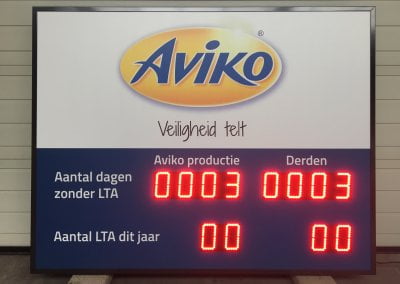 Aviko®
Veiligheid telt
Aviko productie Derden
Aantal dagen
zonder LTA 0003 0003
Aantal LTA dit jaar 00 00